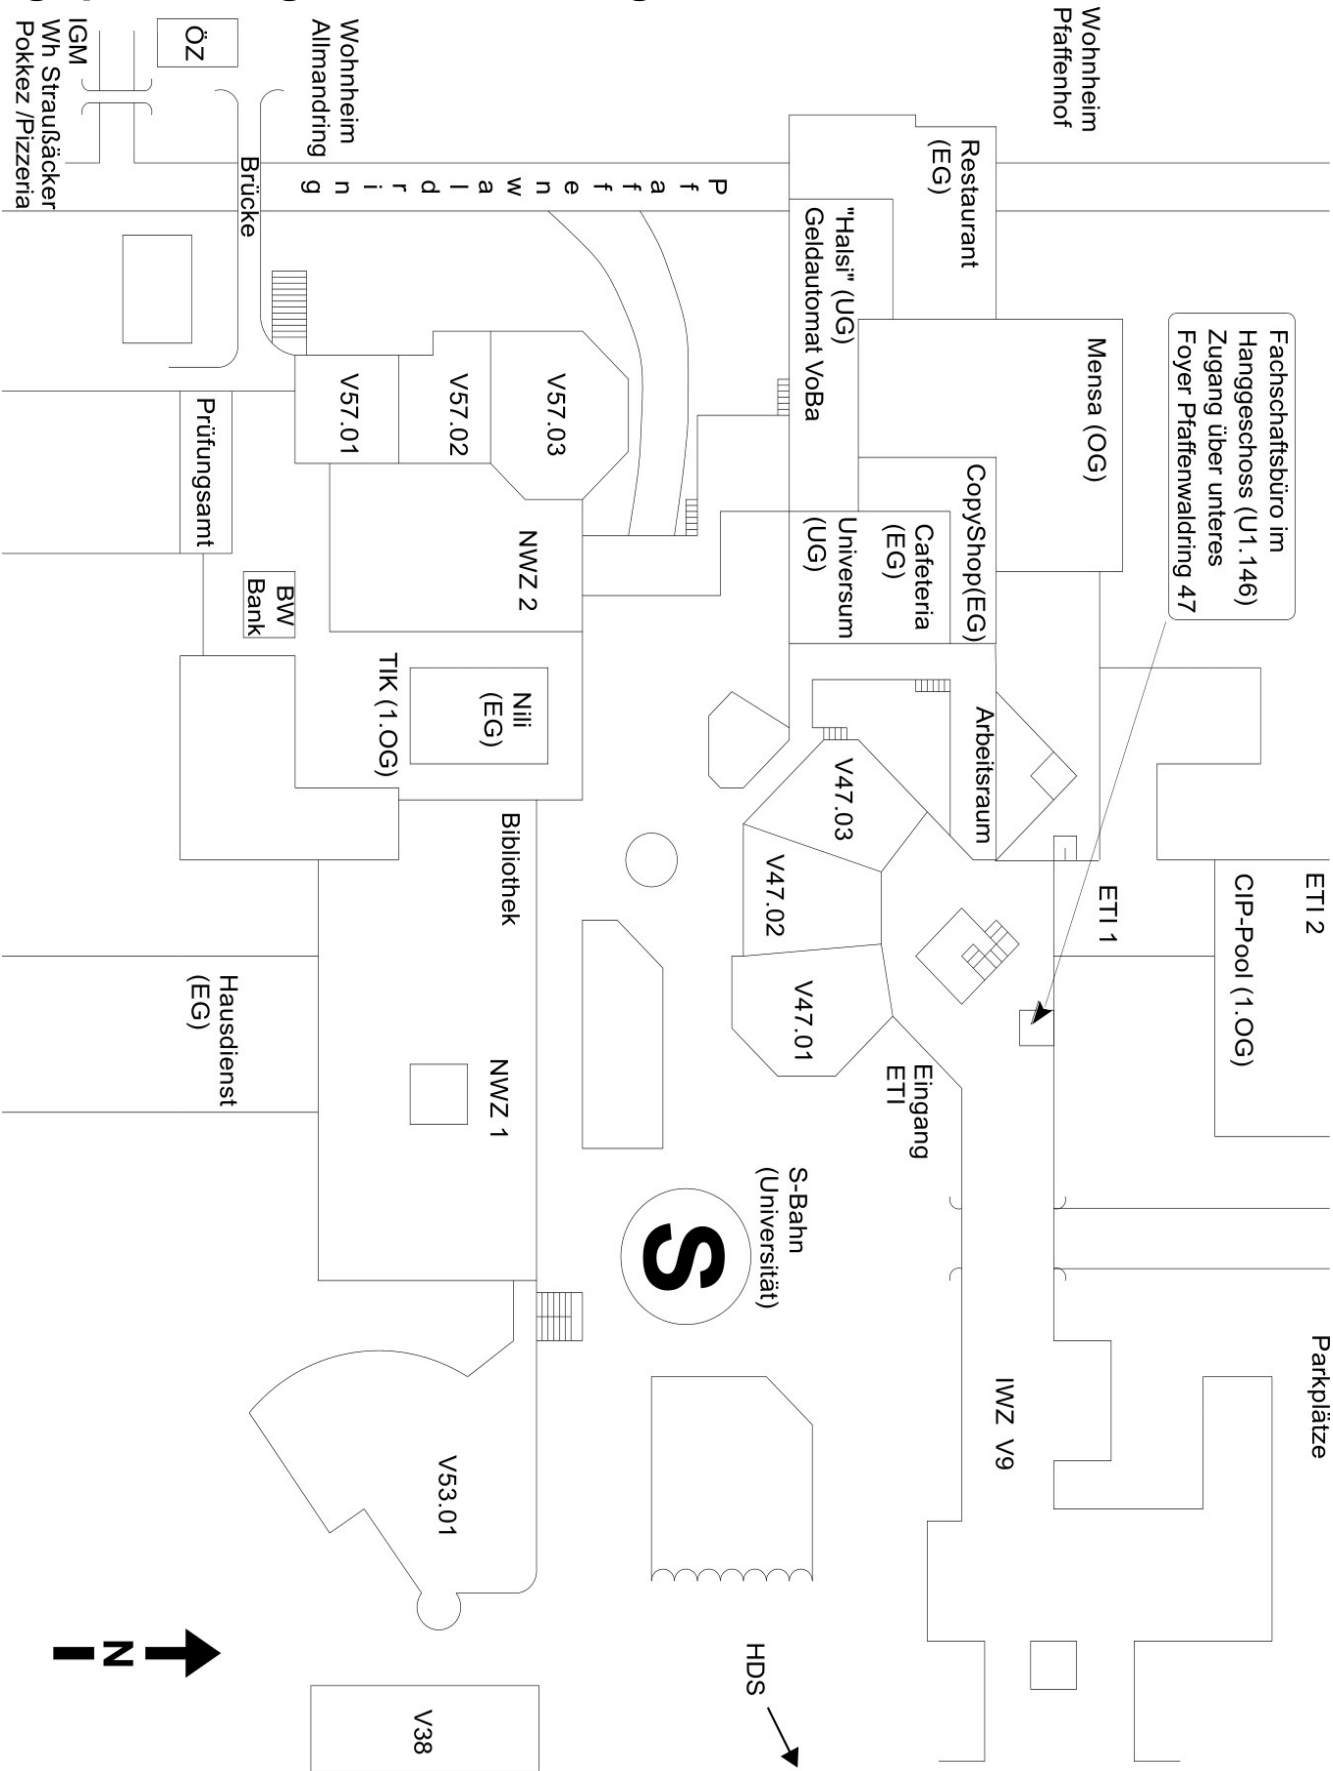 Wohnheim
Pfaffenhof
Fachschaftsbüro im
Hanggeschoss (U1.146)
Zugang über unteres
Foyer Pfaffenwaldring 47
ETI 2
CIP-Pool (1.OG)
Parkplätze
Restaurant
(EG)
Mensa (OG)
CopyShop(EG)
Cafeteria
(EG)
Universum
(UG)
"Halsi" (UG)
Geldautomat VoBa
Arbeitsraum
ETI 1
V47.03
V47.02
V47.01
Eingang
ETI
IWZ V9
S-Bahn
(Universität)
S
HDS
Pfaffenwaldring
Wohnheim
Allmandring
ÖZ
IGM
Wh Straußäcker
Pokkez /Pizzeria
Brücke
V57.03
V57.02
V57.01
Prüfungsamt
NWZ 2
BW
Bank
Nili
(EG)
TIK (1.OG)
Bibliothek
Hausdienst
(EG)
NWZ 1
V53.01
V38
N